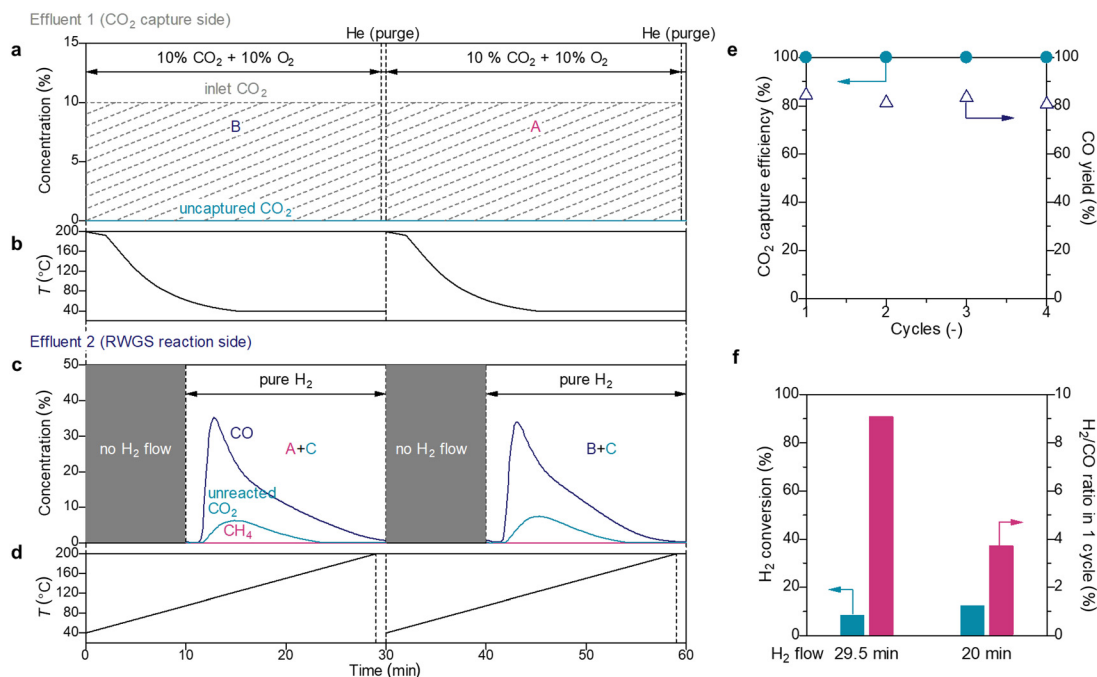 Effluent 1 (CO₂ capture side)
He (purge)
He (purge)
a
15
10% CO₂ + 10% O₂
10 % CO₂ + 10% O₂
inlet CO₂
10
B
A
5
Concentration (%)
uncaptured CO₂
0
b
200
160
120
80
40
T (°C)
Effluent 2 (RWGS reaction side)
c
50
pure H₂
pure H₂
40
CO
30
no H₂ flow
A+C
no H₂ flow
B+C
20
unreacted
CO₂
10
CH₄
0
Concentration (%)
d
200
160
120
80
40
T (°C)
0
10
20
30
40
50
60
Time (min)
e
100
80
60
40
20
0
CO₂ capture efficiency (%)
100
80
60
40
20
0
CO yield (%)
1
2
3
4
Cycles (-)
f
100
80
60
40
20
0
H₂ conversion (%)
10
8
6
4
2
0
H₂/CO ratio in 1 cycle (%)
H₂ flow
29.5 min
20 min